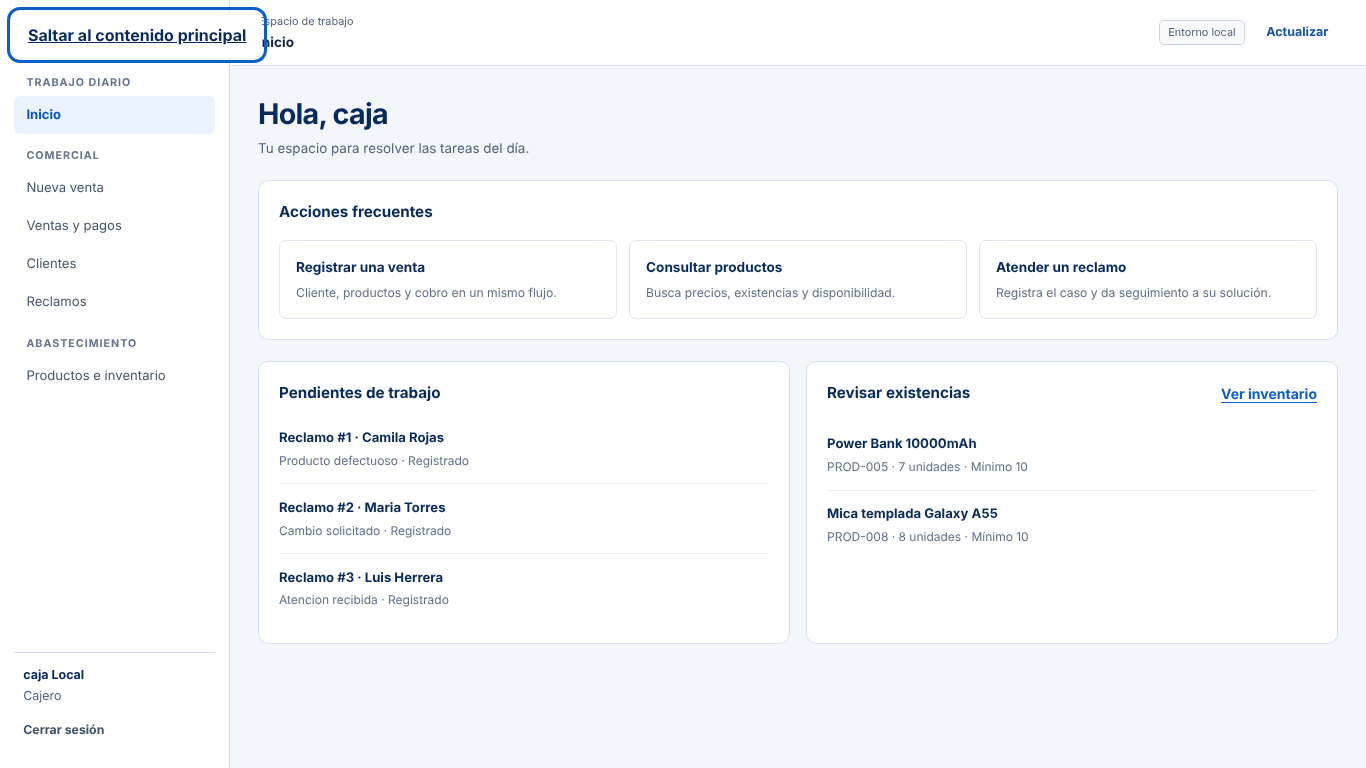 Saltar al contenido principal
Espacio de trabajo
Inicio
Entorno local
Actualizar
TRABAJO DIARIO
Inicio
COMERCIAL
Nueva venta
Ventas y pagos
Clientes
Reclamos
ABASTECIMIENTO
Productos e inventario
caja Local
Cajero
Cerrar sesión
Hola, caja
Tu espacio para resolver las tareas del día.
Acciones frecuentes
Registrar una venta
Cliente, productos y cobro en un mismo flujo.
Consultar productos
Busca precios, existencias y disponibilidad.
Atender un reclamo
Registra el caso y da seguimiento a su solución.
Pendientes de trabajo
Reclamo #1 · Camila Rojas
Producto defectuoso · Registrado
Reclamo #2 · Maria Torres
Cambio solicitado · Registrado
Reclamo #3 · Luis Herrera
Atencion recibida · Registrado
Revisar existencias
Ver inventario
Power Bank 10000mAh
PROD-005 · 7 unidades · Mínimo 10
Mica templada Galaxy A55
PROD-008 · 8 unidades · Mínimo 10